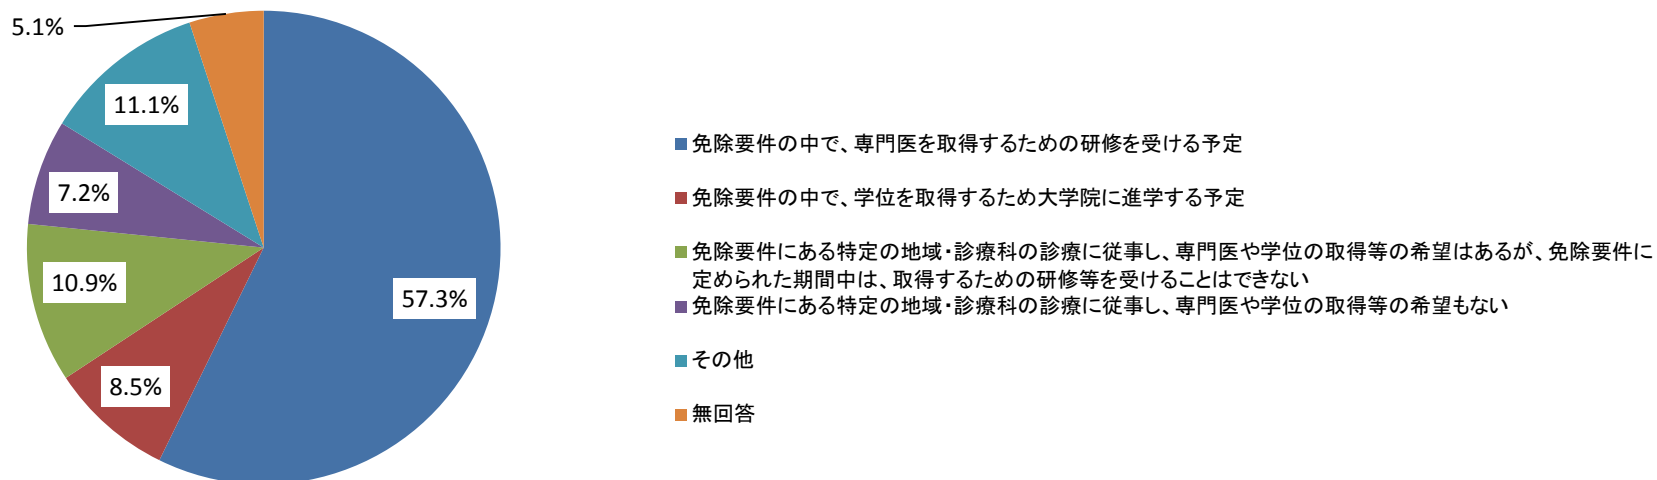 5.1%
11.1%
7.2%
10.9%
8.5%
57.3%
免除要件の中で、専門医を取得するための研修を受ける予定
免除要件の中で、学位を取得するため大学院に進学する予定
免除要件にある特定の地域・診療科の診療に従事し、専門医や学位の取得等の希望はあるが、免除要件に
定められた期間中は、取得するための研修等を受けることはできない
免除要件にある特定の地域・診療科の診療に従事し、専門医や学位の取得等の希望もない
その他
無回答